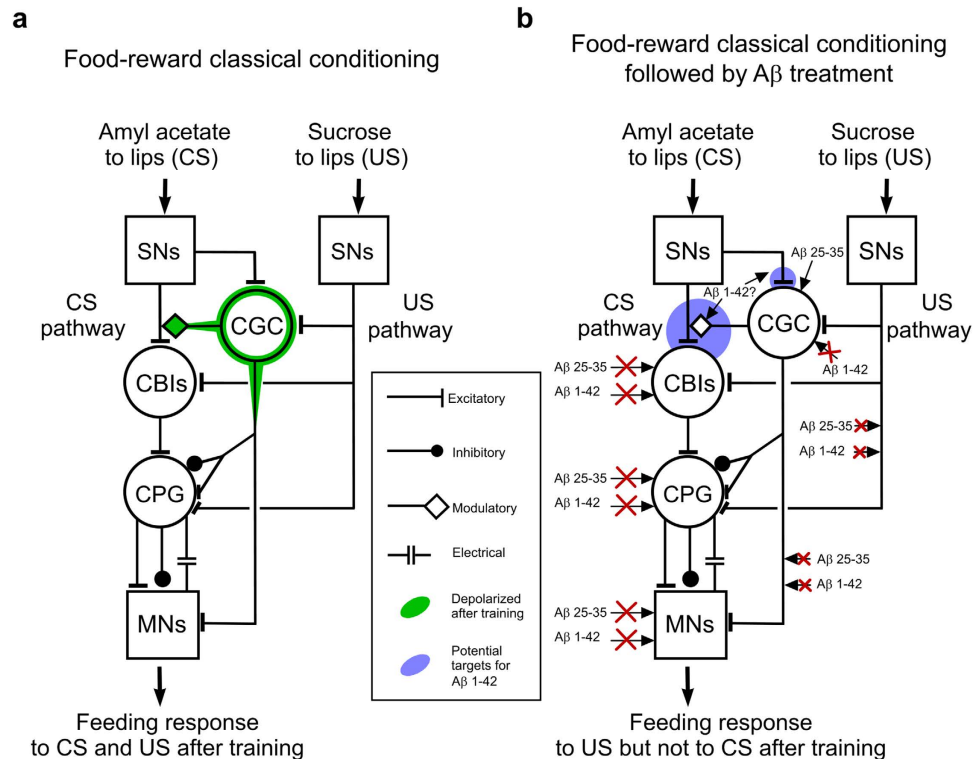 a
Food-reward classical conditioning
Amyl acetate
to lips (CS)
Sucrose
to lips (US)
SNs
SNs
CS
pathway
CGC
US
pathway
CBIs
CPG
MNs
Feeding response
to CS and US after training
Excitatory
Inhibitory
Modulatory
Electrical
Depolarized
after training
Potential
targets for
Aβ 1-42
b
Food-reward classical conditioning
followed by Aβ treatment
Amyl acetate
to lips (CS)
Sucrose
to lips (US)
SNs
SNs
Aβ 25-35
Aβ 1-42?
CS
pathway
CGC
US
pathway
Aβ 1-42
Aβ 25-35
Aβ 1-42
CBIs
Aβ 25-35
Aβ 1-42
Aβ 25-35
Aβ 1-42
CPG
Aβ 25-35
Aβ 1-42
Aβ 25-35
Aβ 1-42
MNs
Feeding response
to US but not to CS after training